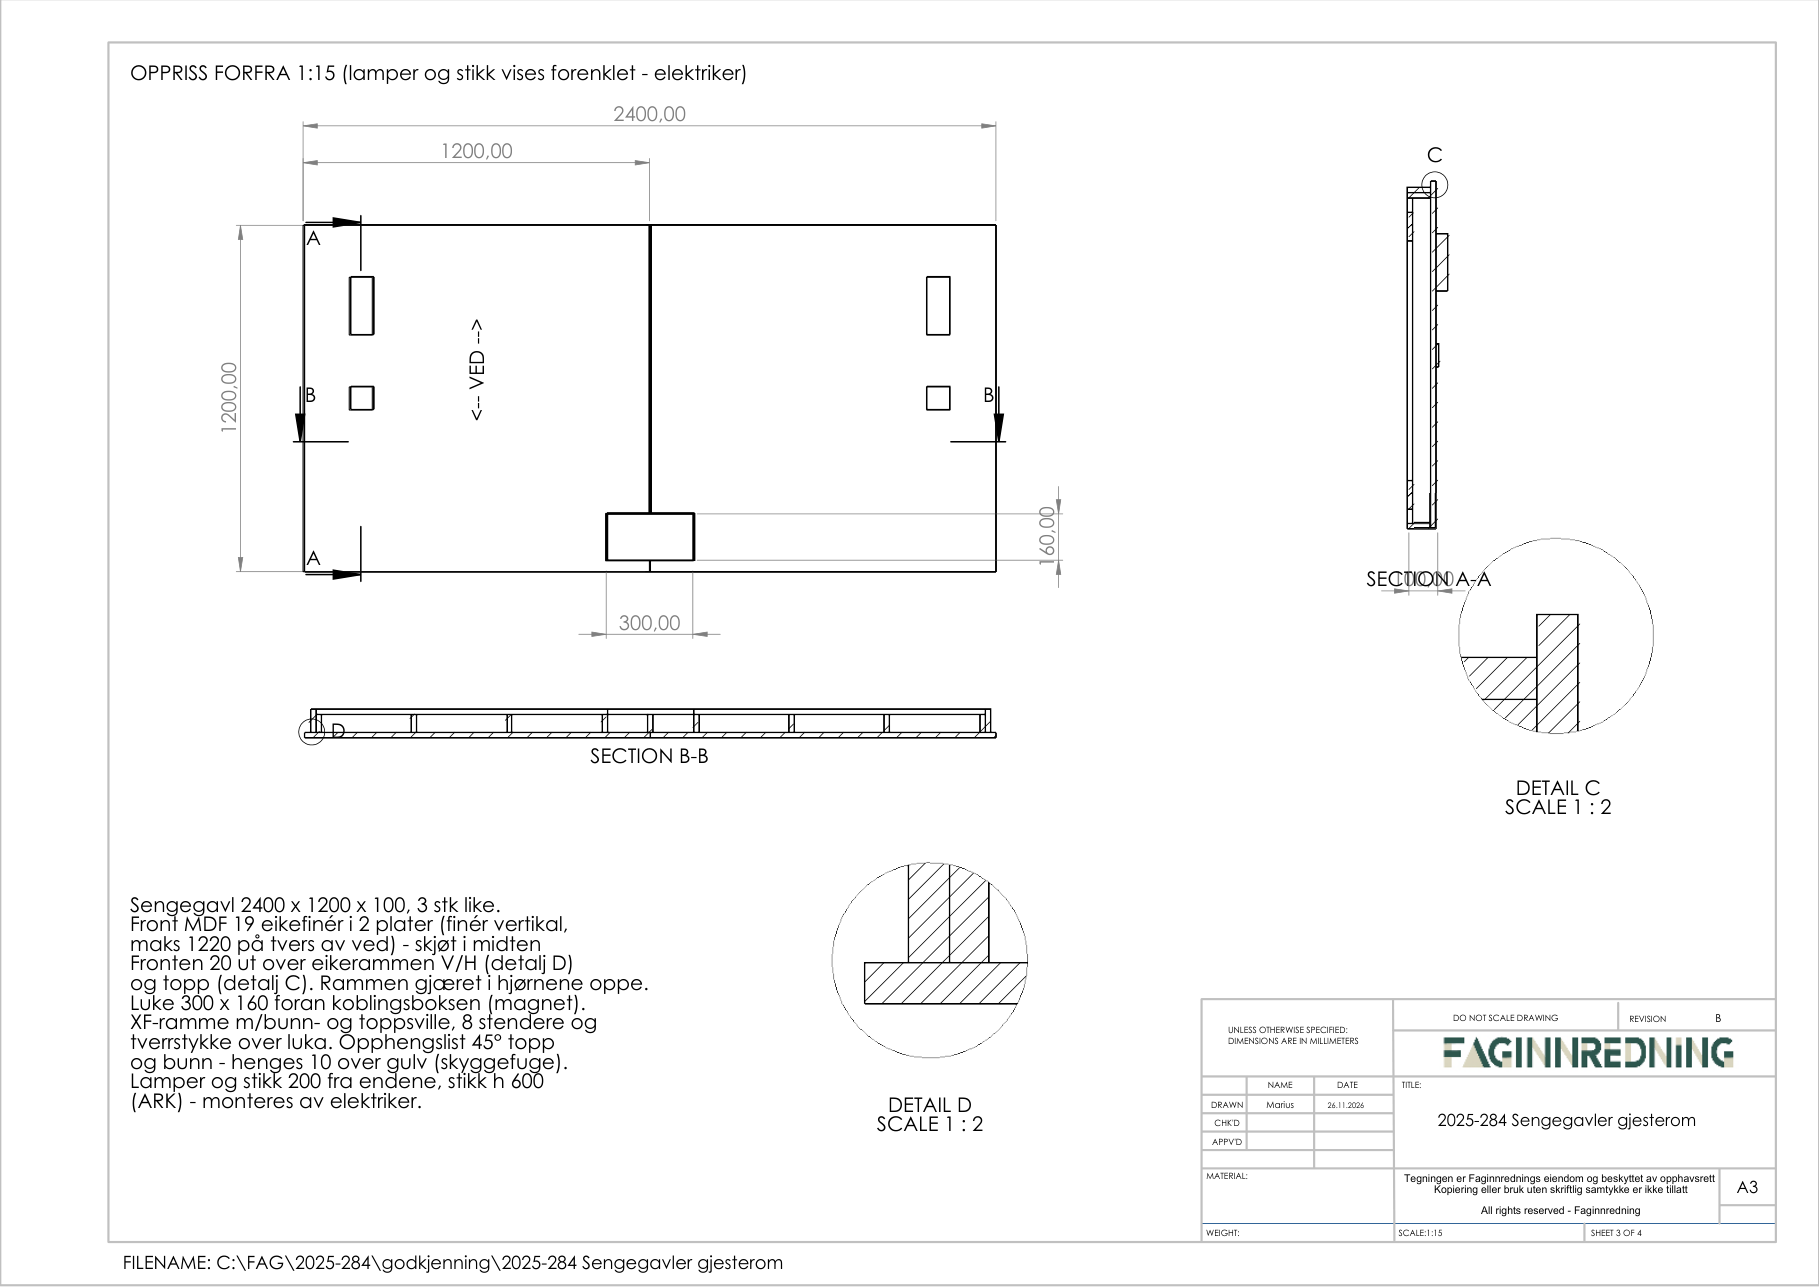 OPPRISS FORFRA 1:15 (lamper og stikk vises forenklet - elektriker)
2400,00
1200,00
C
A
<-- VED -->
1200,00
B
B
160,00
A
SECTION A-A
100,00
300,00
D
SECTION B-B
DETAIL C
SCALE 1 : 2
Sengegavl 2400 x 1200 x 100, 3 stk like.
Front MDF 19 eikefinér i 2 plater (finér vertikal,
maks 1220 på tvers av ved) - skjøt i midten
Fronten 20 ut over eikerammen V/H (detalj D)
og topp (detalj C). Rammen gjæret i hjørnene oppe.
Luke 300 x 160 foran koblingsboksen (magnet).
XF-ramme m/bunn- og toppsville, 8 stendere og
tverrstykke over luka. Opphengslist 45° topp
og bunn - henges 10 over gulv (skyggefuge).
Lamper og stikk 200 fra endene, stikk h 600
(ARK) - monteres av elektriker.
DETAIL D
SCALE 1 : 2
UNLESS OTHERWISE SPECIFIED:
DIMENSIONS ARE IN MILLIMETERS
DO NOT SCALE DRAWING
REVISION
B
FAGINNREDNING
NAME
DATE
TITLE:
DRAWN
Marius
26.11.2026
CHK'D
APPV'D
2025-284 Sengegavler gjesterom
MATERIAL:
Tegningen er Faginnrednings eiendom og beskyttet av opphavsrett
Kopiering eller bruk uten skriftlig samtykke er ikke tillatt
All rights reserved - Faginnredning
A3
WEIGHT:
SCALE:1:15
SHEET 3 OF 4
FILENAME: C:\FAG\2025-284\godkjenning\2025-284 Sengegavler gjesterom